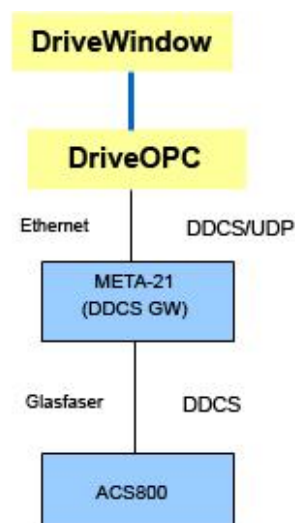 DriveWindow
DriveOPC
Ethernet
DDCS/UDP
META-21
(DDCS GW)
Glasfaser
DDCS
ACS800